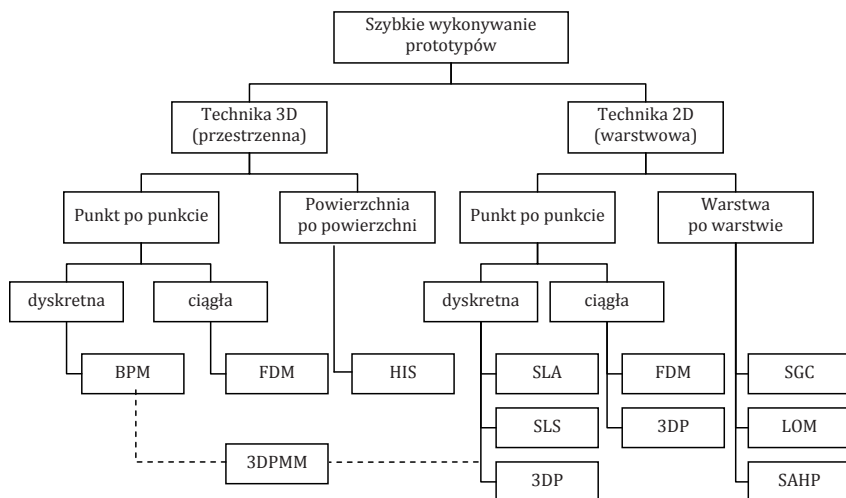 Szybkie wykonywanie
prototypów
Technika 3D
(przestrzenna)
Technika 2D
(warstwowa)
Punkt po punkcie
Powierzchnia
po powierzchni
Punkt po punkcie
Warstwa
po warstwie
dyskretna
ciągła
dyskretna
ciągła
BPM
FDM
HIS
SLA
FDM
SGC
SLS
3DP
LOM
3DPMM
3DP
SAHP